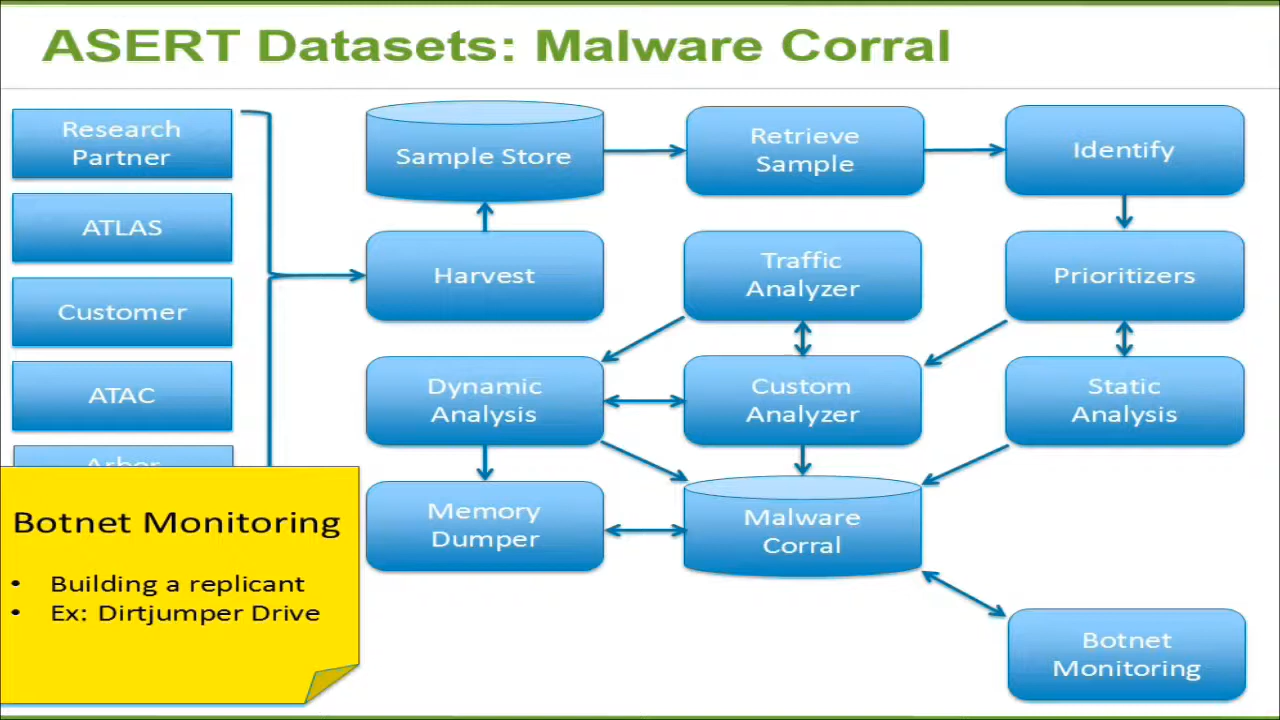 ASERT Datasets: Malware Corral
Research
Partner
ATLAS
Customer
ATAC
Arbor
Sample Store
Retrieve
Sample
Identify
Harvest
Traffic
Analyzer
Prioritizers
Dynamic
Analysis
Custom
Analyzer
Static
Analysis
Memory
Dumper
Malware
Corral
Botnet
Monitoring
Botnet Monitoring
• Building a replicant
• Ex: Dirtjumper Drive